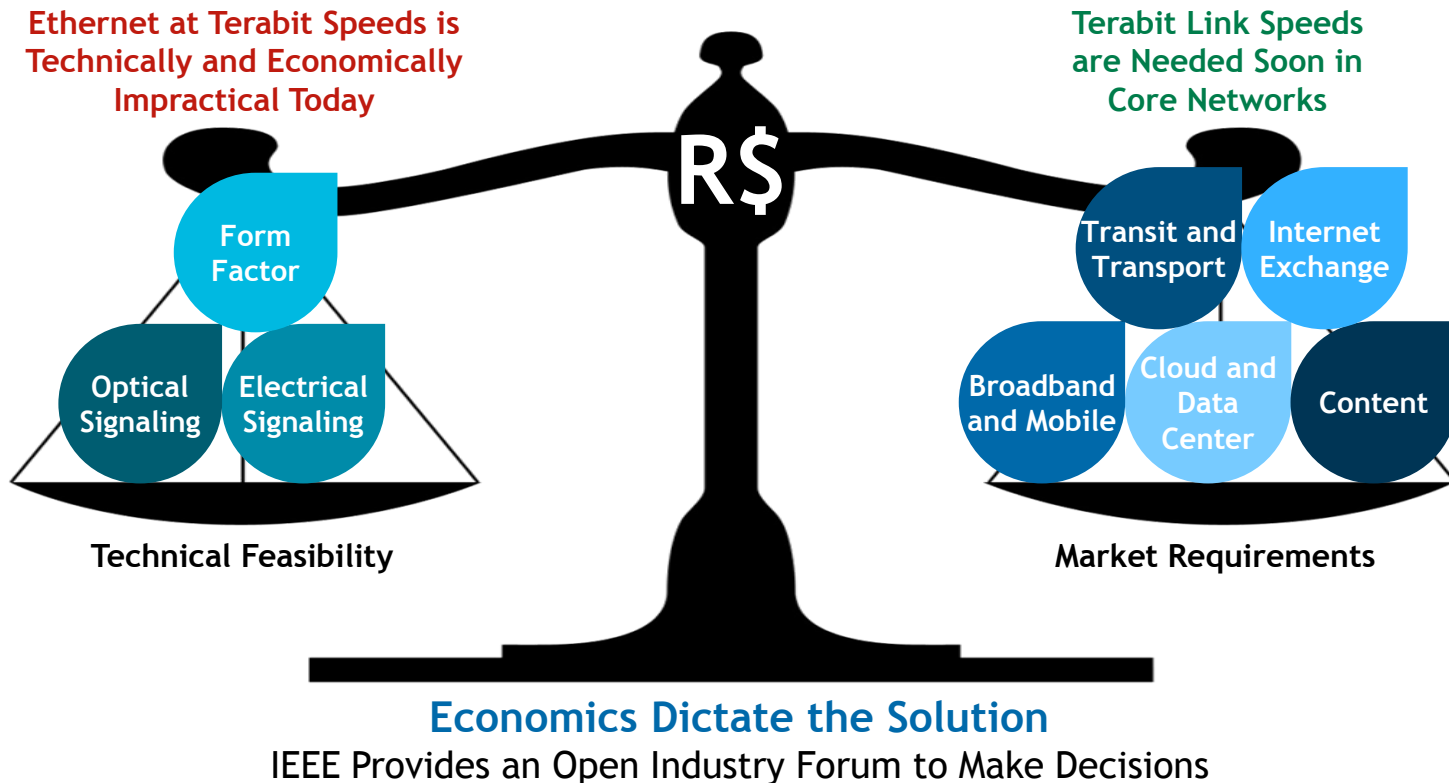 Ethernet at Terabit Speeds is
Technically and Economically
Impractical Today
Terabit Link Speeds
are Needed Soon in
Core Networks
R$
Form
Factor
Optical
Signaling
Electrical
Signaling
Transit and
Transport
Internet
Exchange
Broadband
and Mobile
Cloud and
Data
Center
Content
Technical Feasibility
Market Requirements
Economics Dictate the Solution
IEEE Provides an Open Industry Forum to Make Decisions